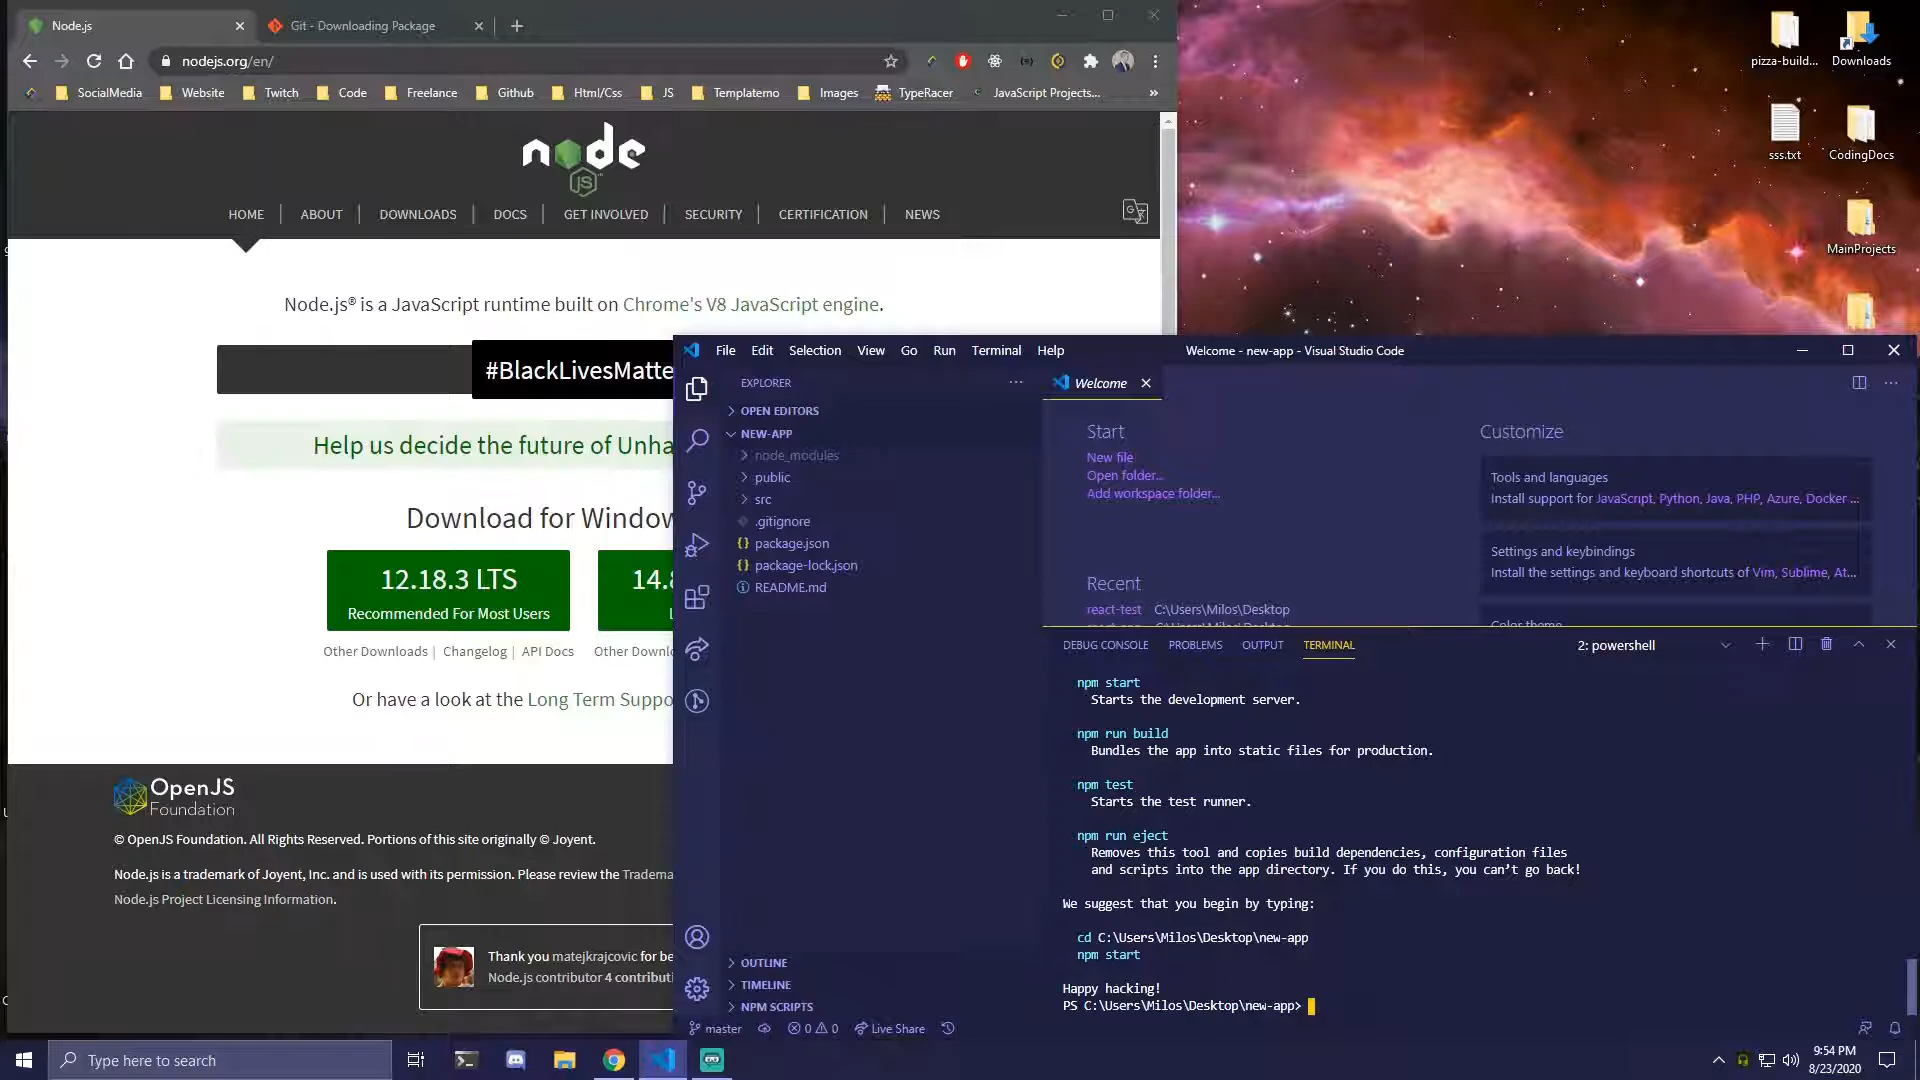 Node.js
Git - Downloading Package
nodejs.org/en/
SocialMedia
Website
Twitch
Code
Freelance
Github
Html/Css
JS
Templatemo
Images
TypeRacer
JavaScript Projects...
»
node
JS
HOME
ABOUT
DOWNLOADS
DOCS
GET INVOLVED
SECURITY
CERTIFICATION
NEWS
Node.js® is a JavaScript runtime built on Chrome's V8 JavaScript engine.
#BlackLivesMatte
Help us decide the future of Unha
Download for Window
12.18.3 LTS
Recommended For Most Users
14.
Other Downloads | Changelog | API Docs
Other Downl
Or have a look at the Long Term Suppo
OpenJS
Foundation
© OpenJS Foundation. All Rights Reserved. Portions of this site originally © Joyent.
Node.js is a trademark of Joyent, Inc. and is used with its permission. Please review the Tradema
Node.js Project Licensing Information.
Thank you matejkrajcovic for be
Node.js contributor 4 contributi
pizza-build...
Downloads
sss.txt
CodingDocs
MainProjects
File Edit Selection View Go Run Terminal Help
Welcome - new-app - Visual Studio Code
EXPLORER
OPEN EDITORS
NEW-APP
node_modules
public
src
.gitignore
package.json
package-lock.json
README.md
OUTLINE
TIMELINE
NPM SCRIPTS
Welcome
Start
New file
Open folder...
Add workspace folder...
Recent
react-test C:\Users\Milos\Desktop
Customize
Tools and languages
Install support for JavaScript, Python, Java, PHP, Azure, Docker ...
Settings and keybindings
Install the settings and keyboard shortcuts of Vim, Sublime, At...
Color theme
DEBUG CONSOLE
PROBLEMS
OUTPUT
TERMINAL
2: powershell
npm start
Starts the development server.
npm run build
Bundles the app into static files for production.
npm test
Starts the test runner.
npm run eject
Removes this tool and copies build dependencies, configuration files
and scripts into the app directory. If you do this, you can't go back!
We suggest that you begin by typing:
cd C:\Users\Milos\Desktop\new-app
npm start
Happy hacking!
PS C:\Users\Milos\Desktop\new-app>
master
0
0
Live Share
Type here to search
9:54 PM
8/23/2020